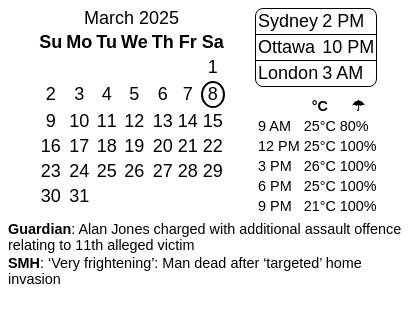 March 2025
Su Mo Tu We Th Fr Sa
1
2 3 4 5 6 7 8
9 10 11 12 13 14 15
16 17 18 19 20 21 22
23 24 25 26 27 28 29
30 31
Sydney 2 PM
Ottawa 10 PM
London 3 AM
°C ☂
9 AM 25°C 80%
12 PM 25°C 100%
3 PM 26°C 100%
6 PM 25°C 100%
9 PM 21°C 100%
Guardian: Alan Jones charged with additional assault offence
relating to 11th alleged victim
SMH: ‘Very frightening’: Man dead after ‘targeted’ home
invasion